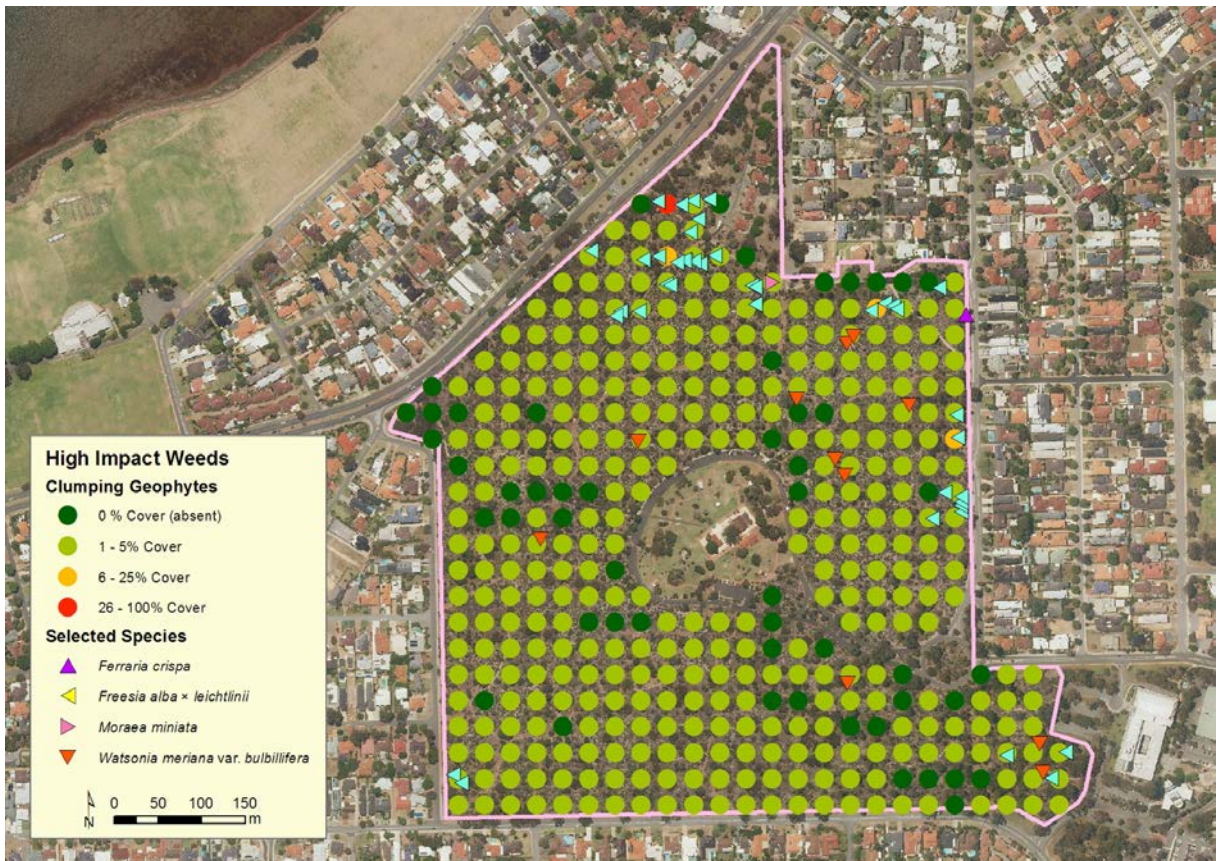 High Impact Weeds
Clumping Geophytes
0 % Cover (absent)
1 - 5% Cover
6 - 25% Cover
26 - 100% Cover
Selected Species
Ferraria crispa
Freesia alba × leichtlinii
Moraea miniata
Watsonia meriana var. bulbillifera
N 0 50 100 150
m